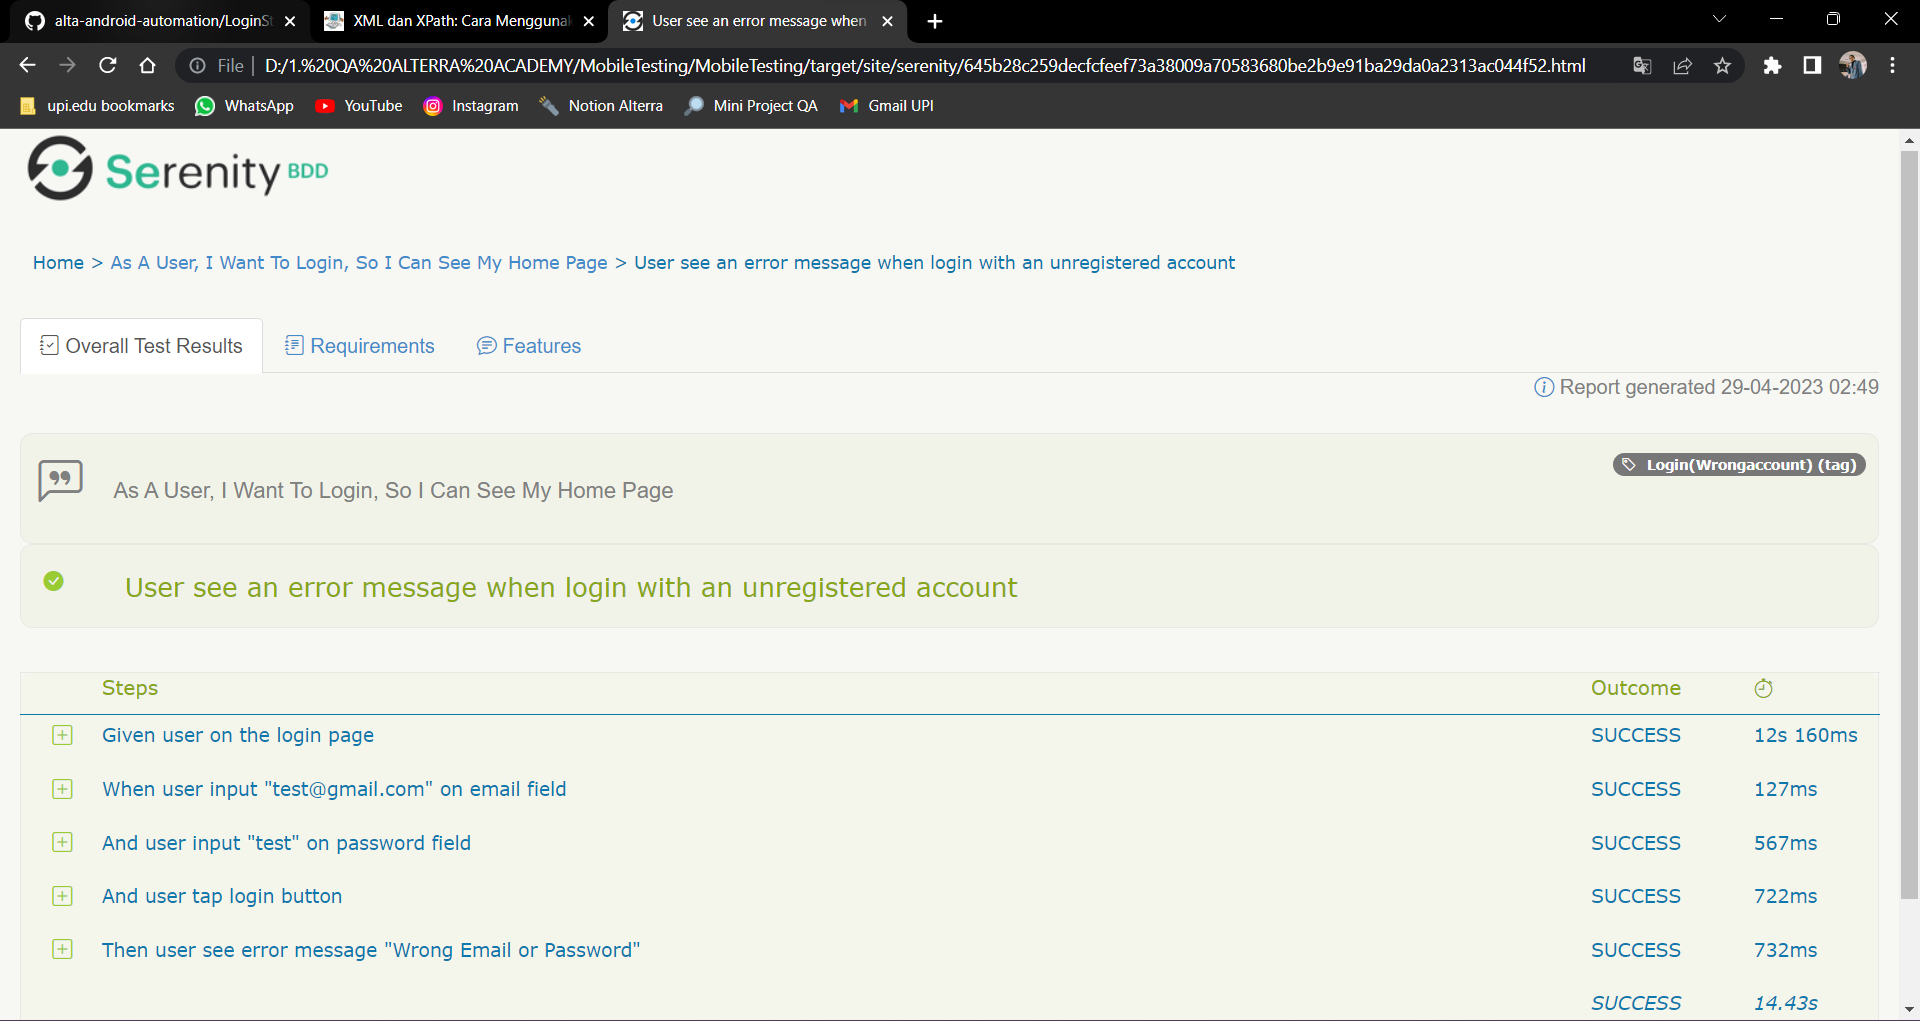 alta-android-automation/LoginSt
XML dan XPath: Cara Menggunak
User see an error message when
File
D:/1.%20QA%20ALTERRA%20ACADEMY/MobileTesting/MobileTesting/target/site/serenity/645b28c259decfcfeef73a38009a70583680be2b9e91ba29da0a2313ac044f52.html
upi.edu bookmarks WhatsApp YouTube Instagram Notion Alterra Mini Project QA Gmail UPI
Serenity BDD
Home > As A User, I Want To Login, So I Can See My Home Page > User see an error message when login with an unregistered account
Overall Test Results Requirements Features
Report generated 29-04-2023 02:49
Login(Wrongaccount) (tag)
As A User, I Want To Login, So I Can See My Home Page
User see an error message when login with an unregistered account
Steps Outcome
Given user on the login page SUCCESS 12s 160ms
When user input "test@gmail.com" on email field SUCCESS 127ms
And user input "test" on password field SUCCESS 567ms
And user tap login button SUCCESS 722ms
Then user see error message "Wrong Email or Password" SUCCESS 732ms
SUCCESS 14.43s